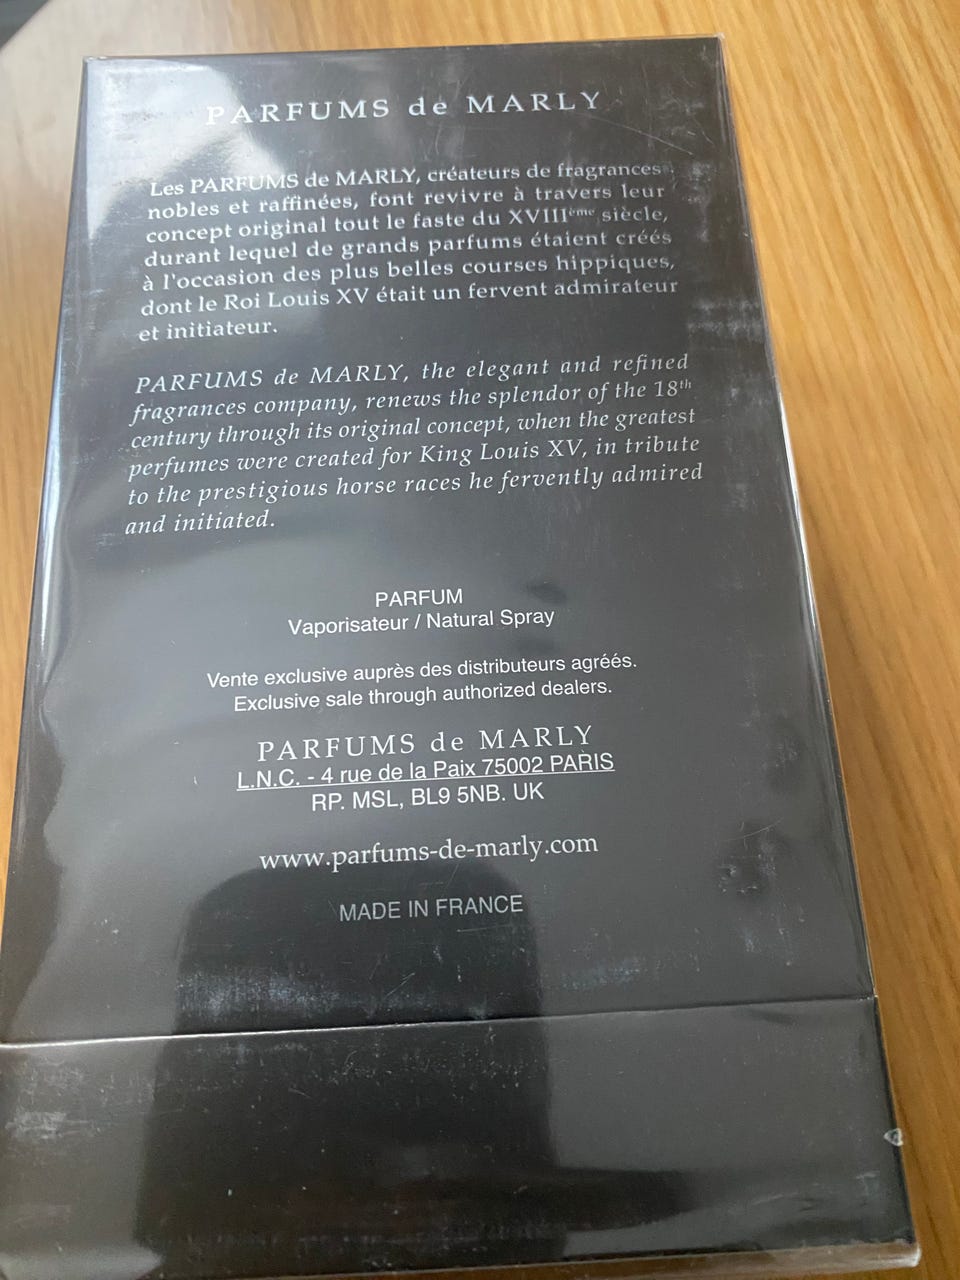 PARFUMS de MARLY
Les PARFUMS de MARLY, créateurs de fragrances
nobles et raffinées, font revivre à travers leur
concept original tout le faste du XVIIIème siècle,
durant lequel de grands parfums étaient créés
à l'occasion des plus belles courses hippiques,
dont le Roi Louis XV était un fervent admirateur
et initiateur.
PARFUMS de MARLY, the elegant and refined
fragrances company, renews the splendor of the 18th
century through its original concept, when the greatest
perfumes were created for King Louis XV, in tribute
to the prestigious horse races he fervently admired
and initiated.
PARFUM
Vaporisateur / Natural Spray
Vente exclusive auprès des distributeurs agréés.
Exclusive sale through authorized dealers.
PARFUMS de MARLY
L.N.C. - 4 rue de la Paix 75002 PARIS
RP. MSL, BL9 5NB. UK
www.parfums-de-marly.com
MADE IN FRANCE